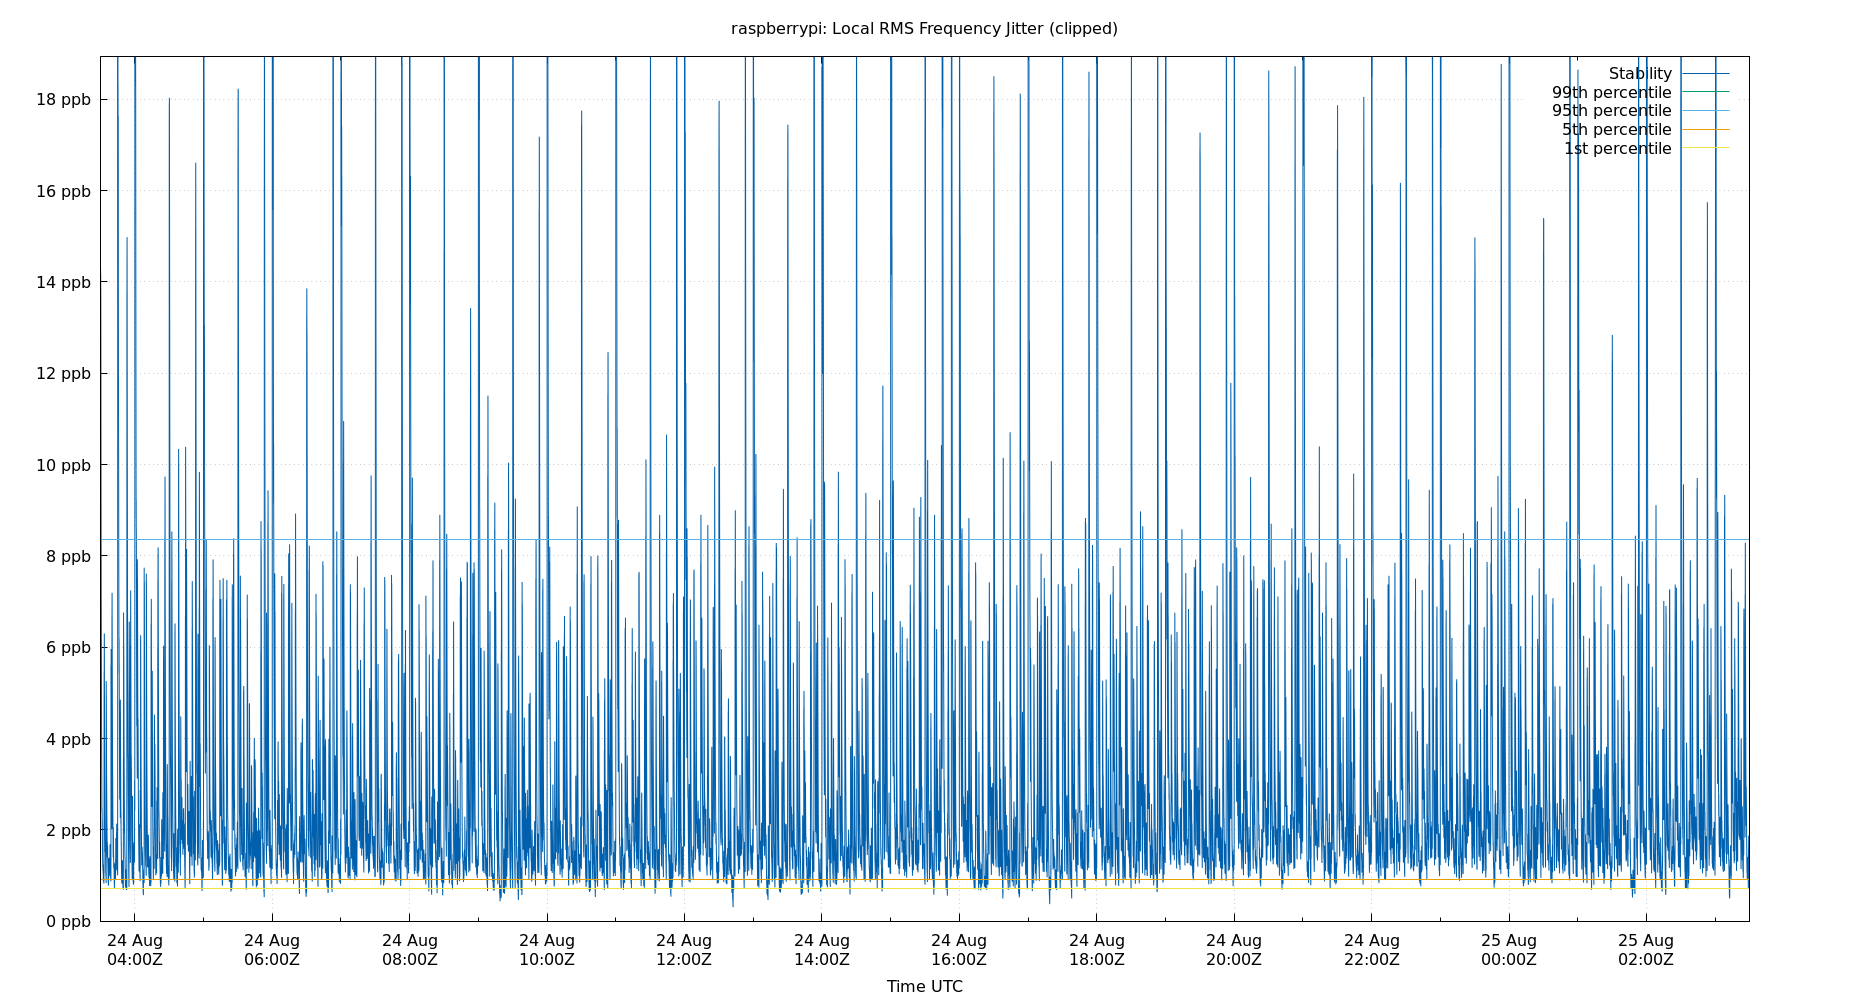 raspberrypi: Local RMS Frequency Jitter (clipped)
Stability
99th percentile
95th percentile
5th percentile
1st percentile
18 ppb
16 ppb
14 ppb
12 ppb
10 ppb
8 ppb
6 ppb
4 ppb
2 ppb
0 ppb
24 Aug 24 Aug 24 Aug 24 Aug 24 Aug 24 Aug 24 Aug 24 Aug 24 Aug 24 Aug 25 Aug 25 Aug
04:00Z 06:00Z 08:00Z 10:00Z 12:00Z 14:00Z 16:00Z 18:00Z 20:00Z 22:00Z 00:00Z 02:00Z
Time UTC